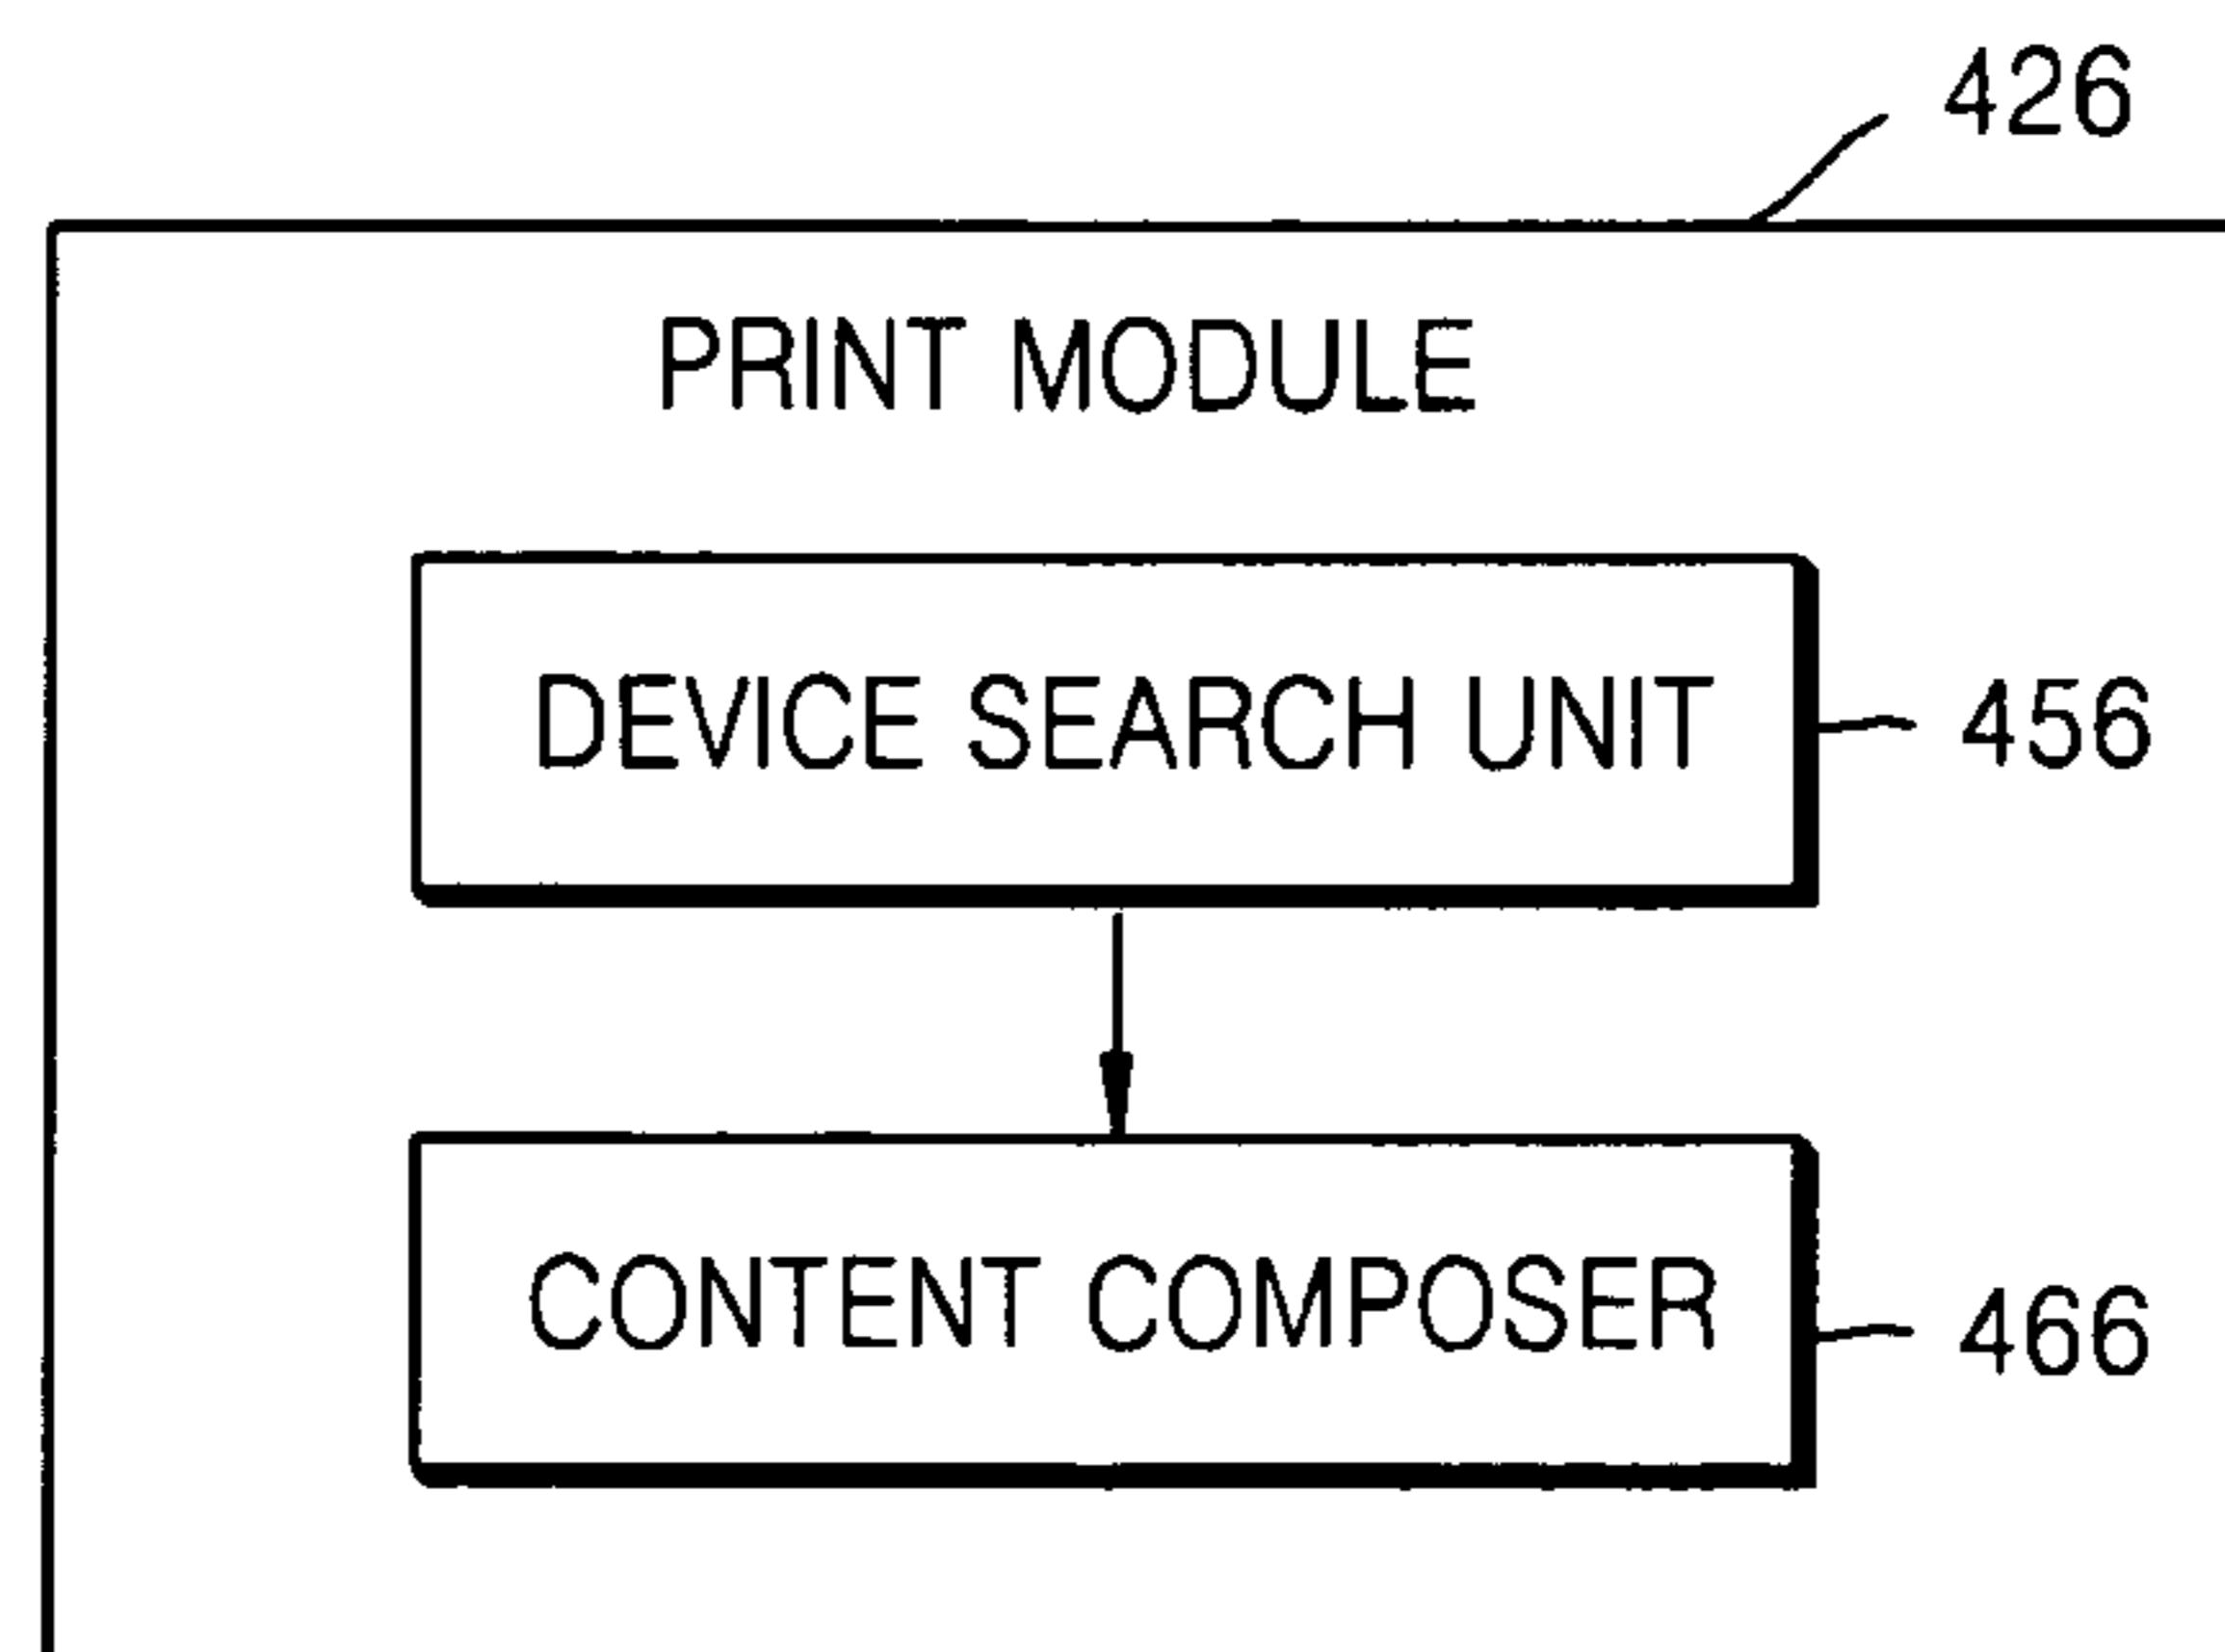 426
PRINT MODULE
DEVICE SEARCH UNIT
456
CONTENT COMPOSER
466